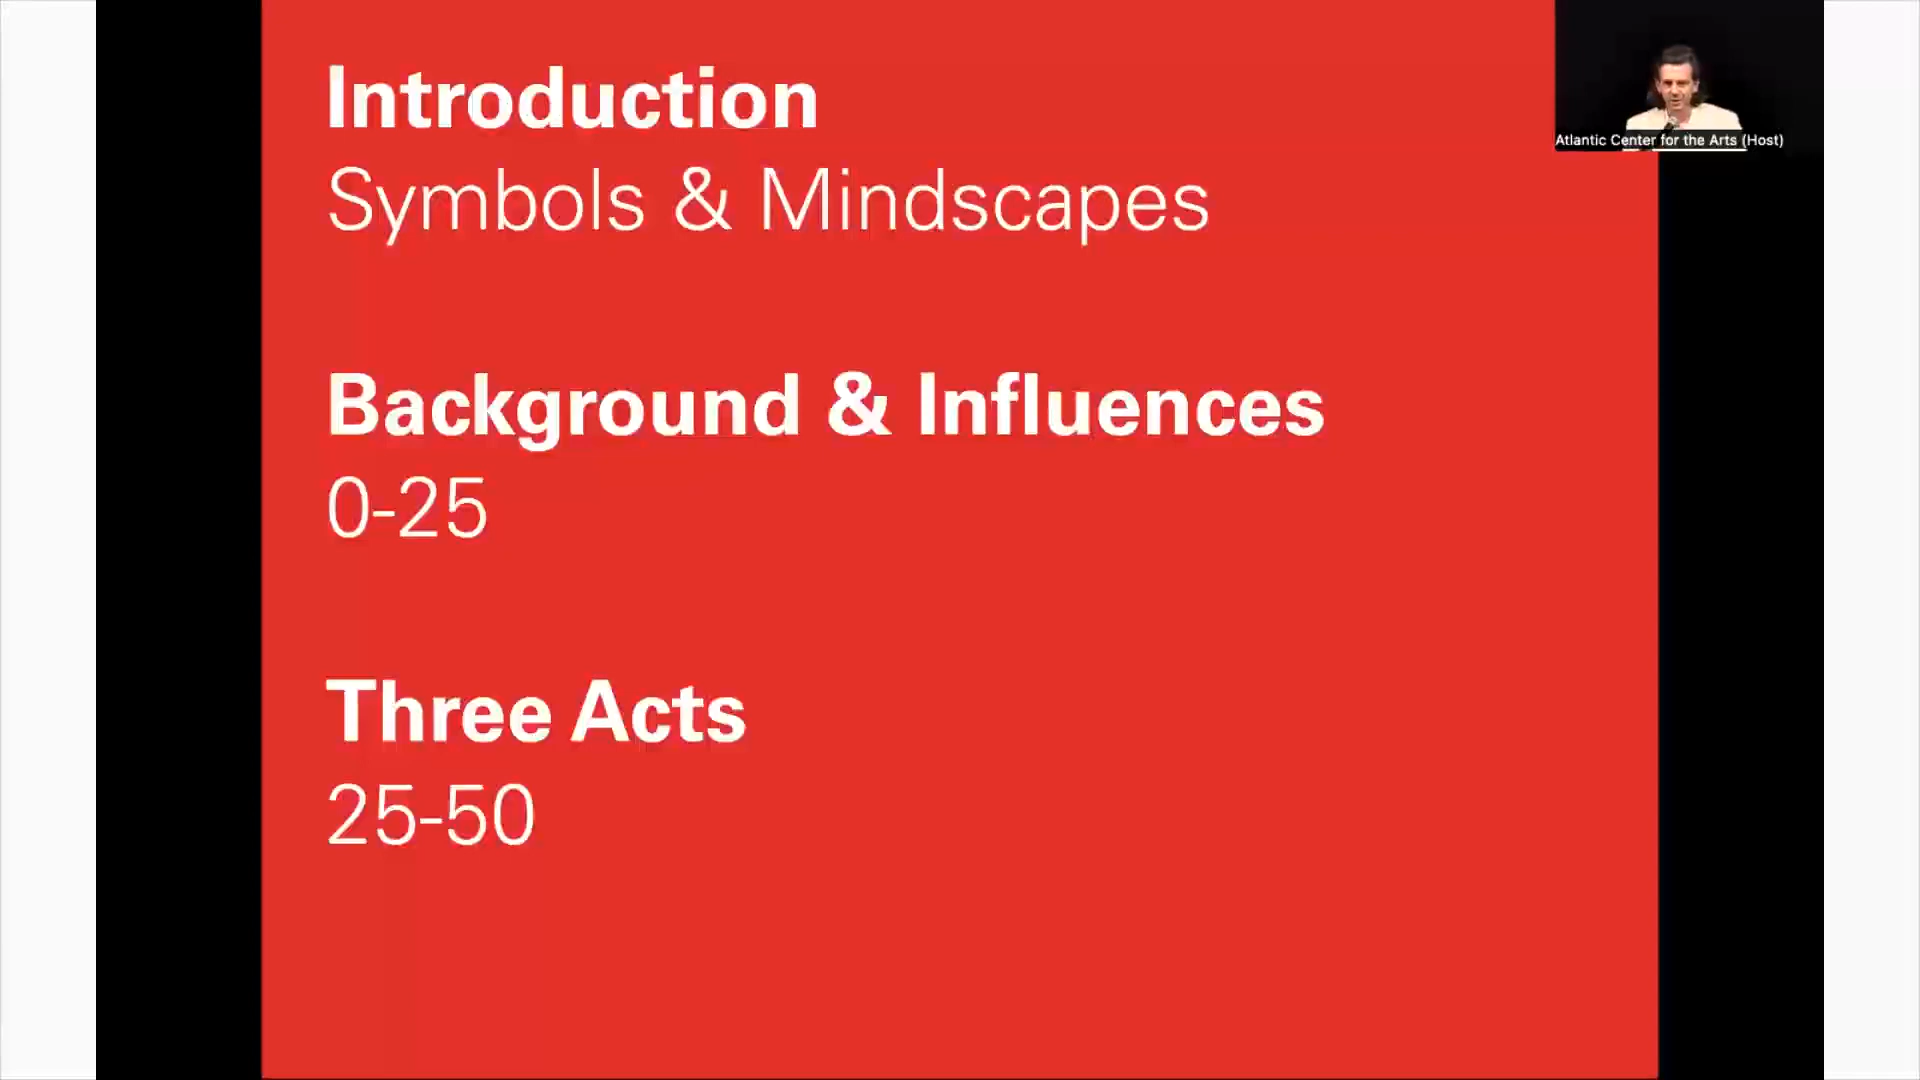 Introduction
Symbols & Mindscapes
Background & Influences
0-25
Three Acts
25-50
Atlantic Center for the Arts (Host)